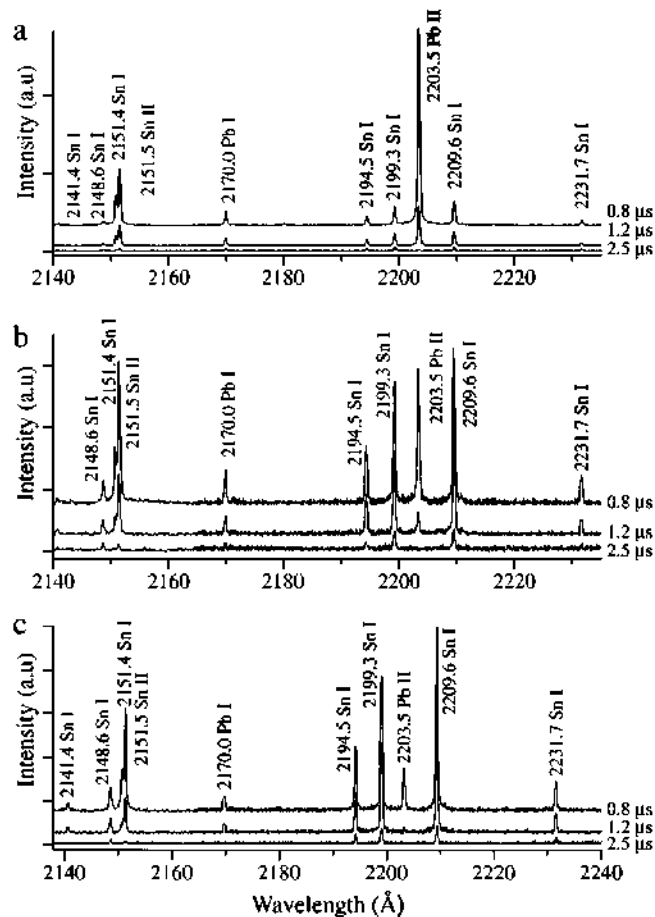 a
Intensity (a.u)
2141.4 Sn I
2148.6 Sn I
2151.4 Sn I
2151.5 Sn II
2170.0 Pb I
2194.5 Sn I
2199.3 Sn I
2203.5 Pb II
2209.6 Sn I
2231.7 Sn I
0.8 μs
1.2 μs
2.5 μs
2140 2160 2180 2200 2220
b
Intensity (a.u)
2148.6 Sn I
2151.4 Sn I
2151.5 Sn II
2170.0 Pb I
2194.5 Sn I
2199.3 Sn I
2203.5 Pb II
2209.6 Sn I
2231.7 Sn I
0.8 μs
1.2 μs
2.5 μs
2140 2160 2180 2200 2220
c
Intensity (a.u)
2141.4 Sn I
2148.6 Sn I
2151.4 Sn I
2151.5 Sn II
2170.0 Pb I
2194.5 Sn I
2199.3 Sn I
2203.5 Pb II
2209.6 Sn I
2231.7 Sn I
0.8 μs
1.2 μs
2.5 μs
2140 2160 2180 2200 2220 2240
Wavelength (Å)